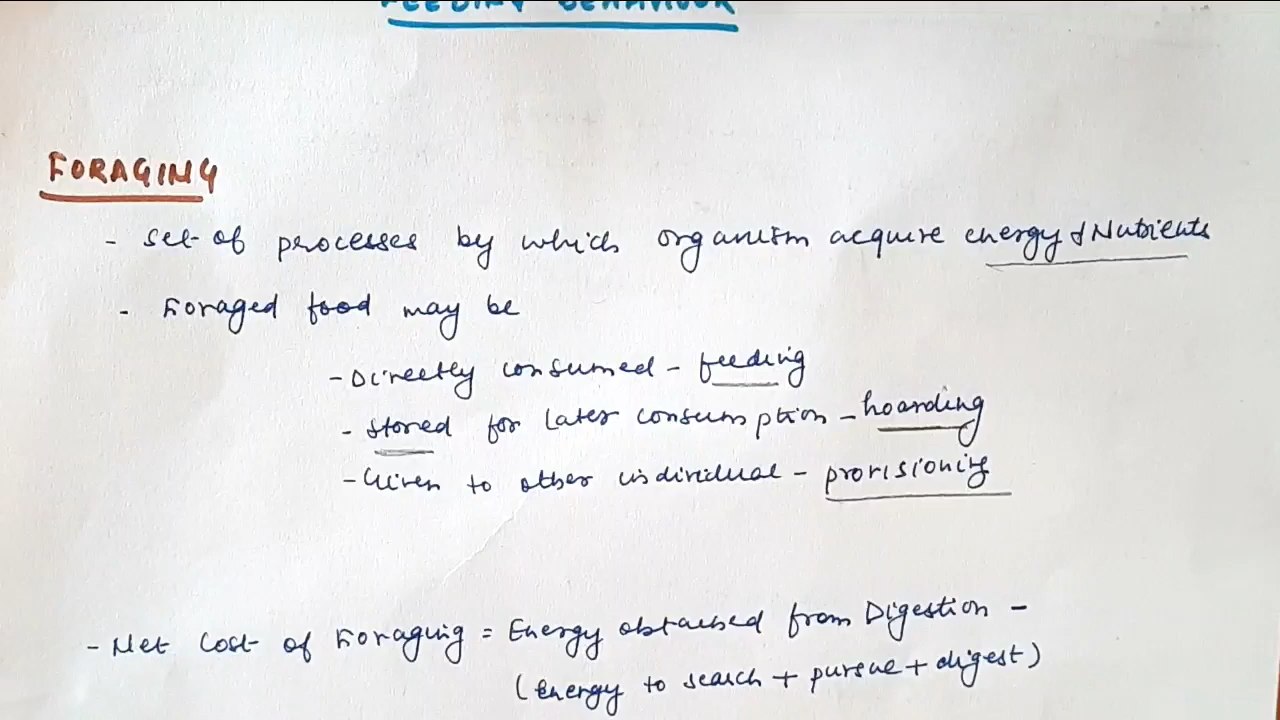 FEEDING BEHAVIOUR
FORAGING
- Set of processes by which organism acquire energy & Nutrients
- Foraged food may be
- Directly consumed - feeding
- Stored for later consumption - hoarding
- Given to other individual - provisioning
- Net cost of Foraging = Energy obtained from Digestion -
(energy to search + pursue + digest)